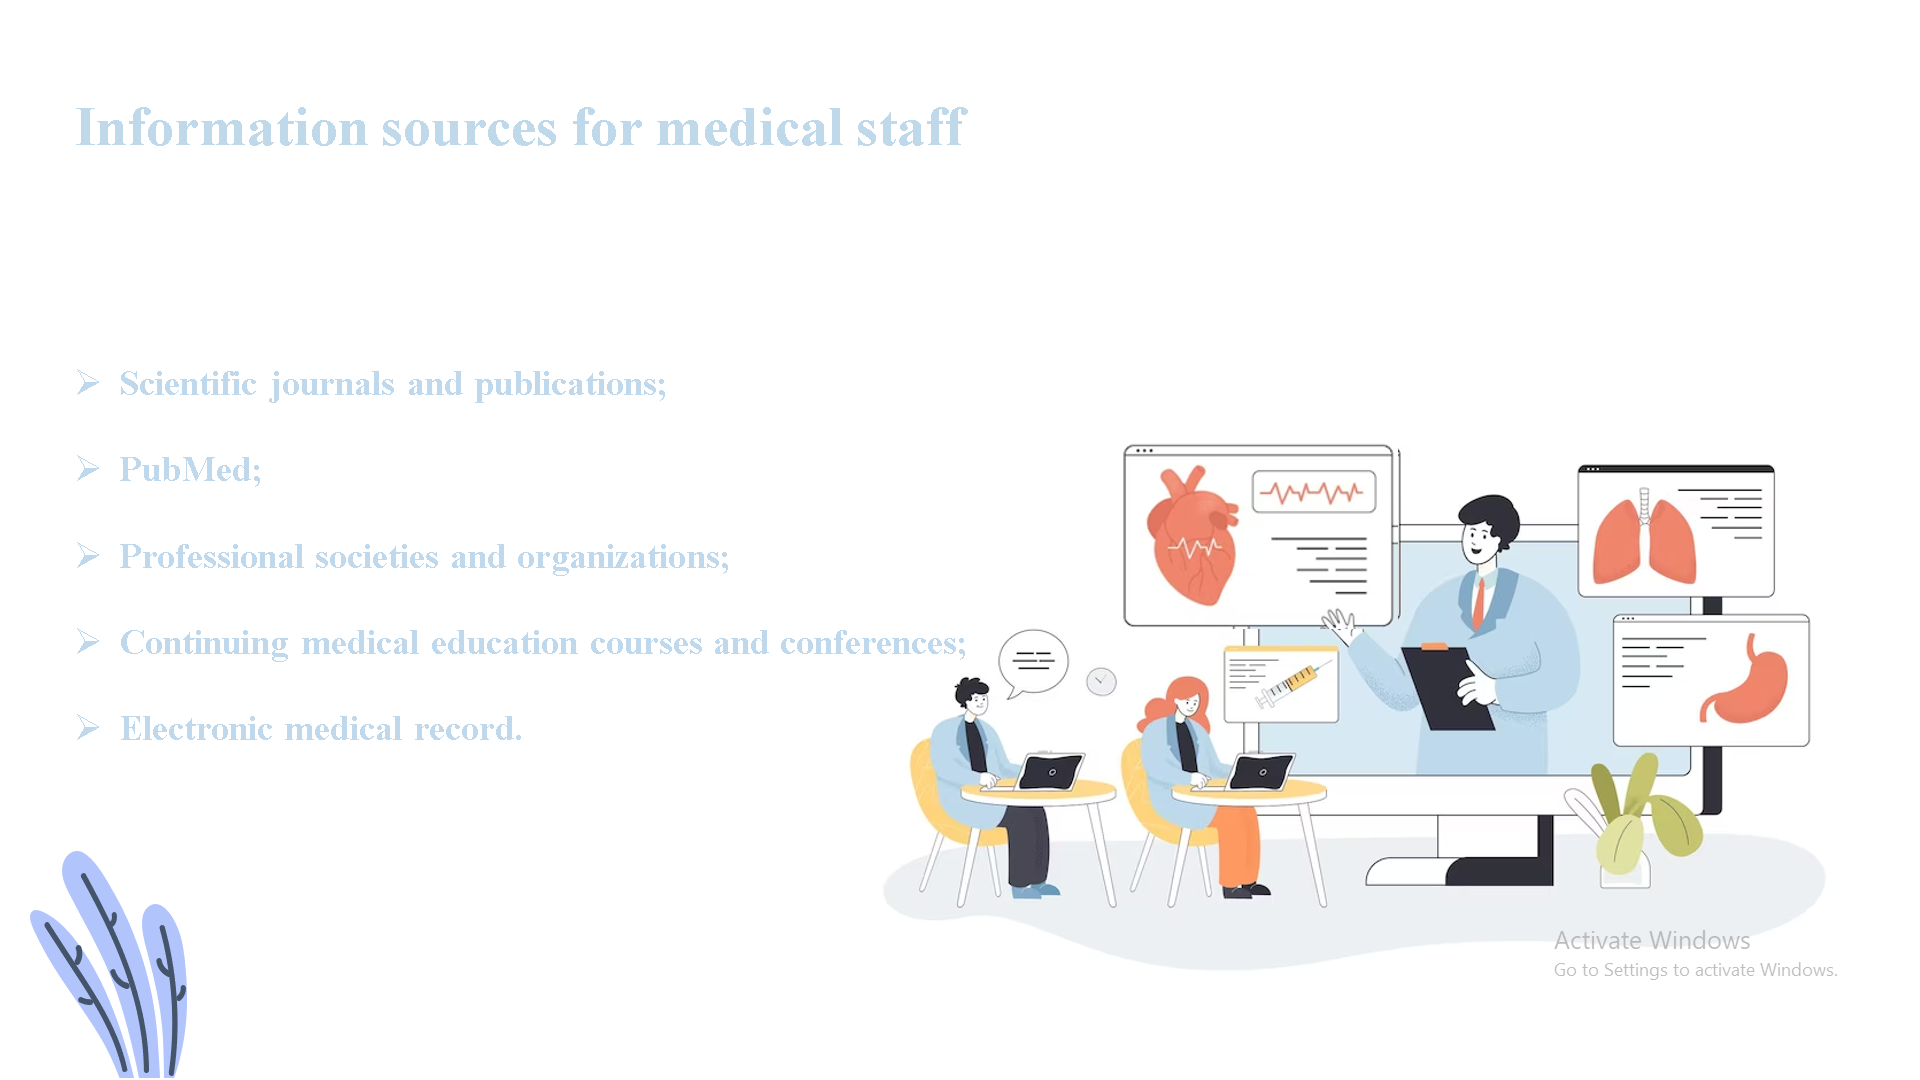 Information sources for medical staff
Scientific journals and publications;
PubMed;
Professional societies and organizations;
Continuing medical education courses and conferences;
Electronic medical record.
Activate Windows
Go to Settings to activate Windows.